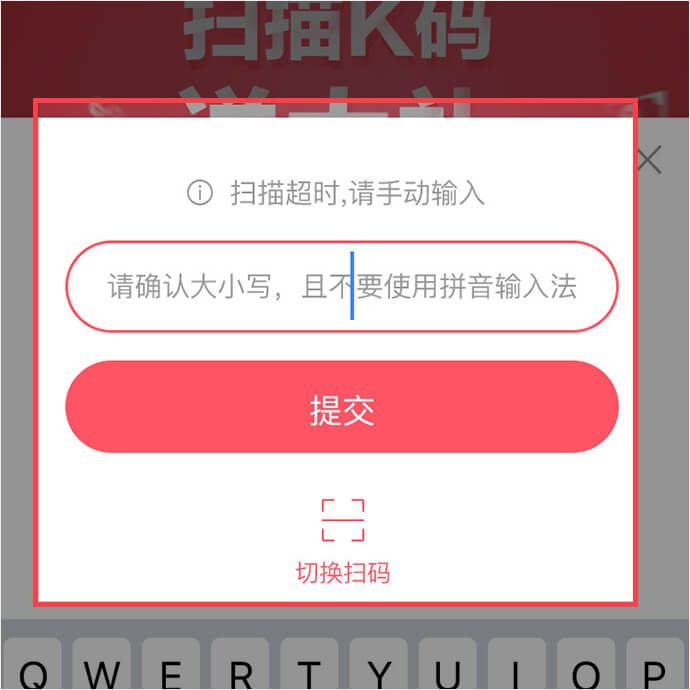 扫描K码
扫描超时,请手动输入
请确认大小写，且不要使用拼音输入法
提交
切换扫码
Q W E R T Y U I O P